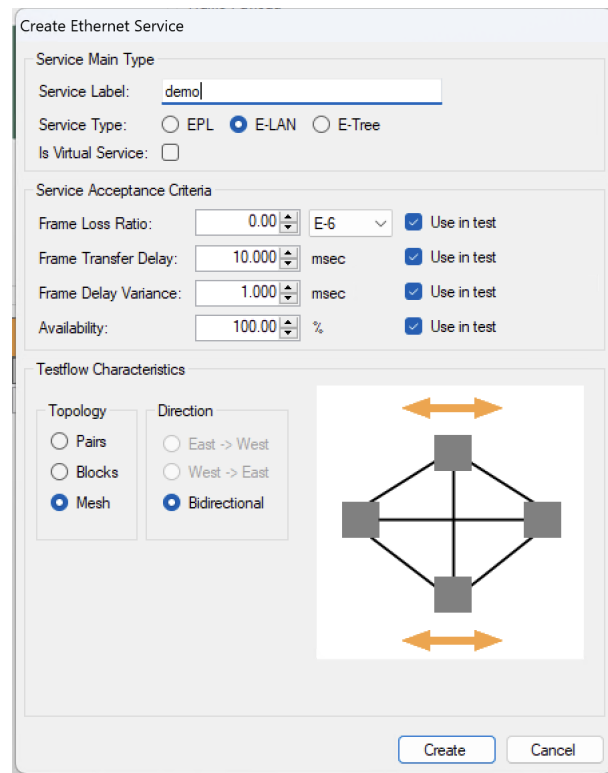 Create Ethernet Service
Service Main Type
Service Label: demo
Service Type: EPL E-LAN E-Tree
Is Virtual Service:
Service Acceptance Criteria
Frame Loss Ratio: 0.00 E-6 Use in test
Frame Transfer Delay: 10.000 msec Use in test
Frame Delay Variance: 1.000 msec Use in test
Availability: 100.00 % Use in test
Testflow Characteristics
Topology
Pairs
Blocks
Mesh
Direction
East -> West
West -> East
Bidirectional
Create Cancel